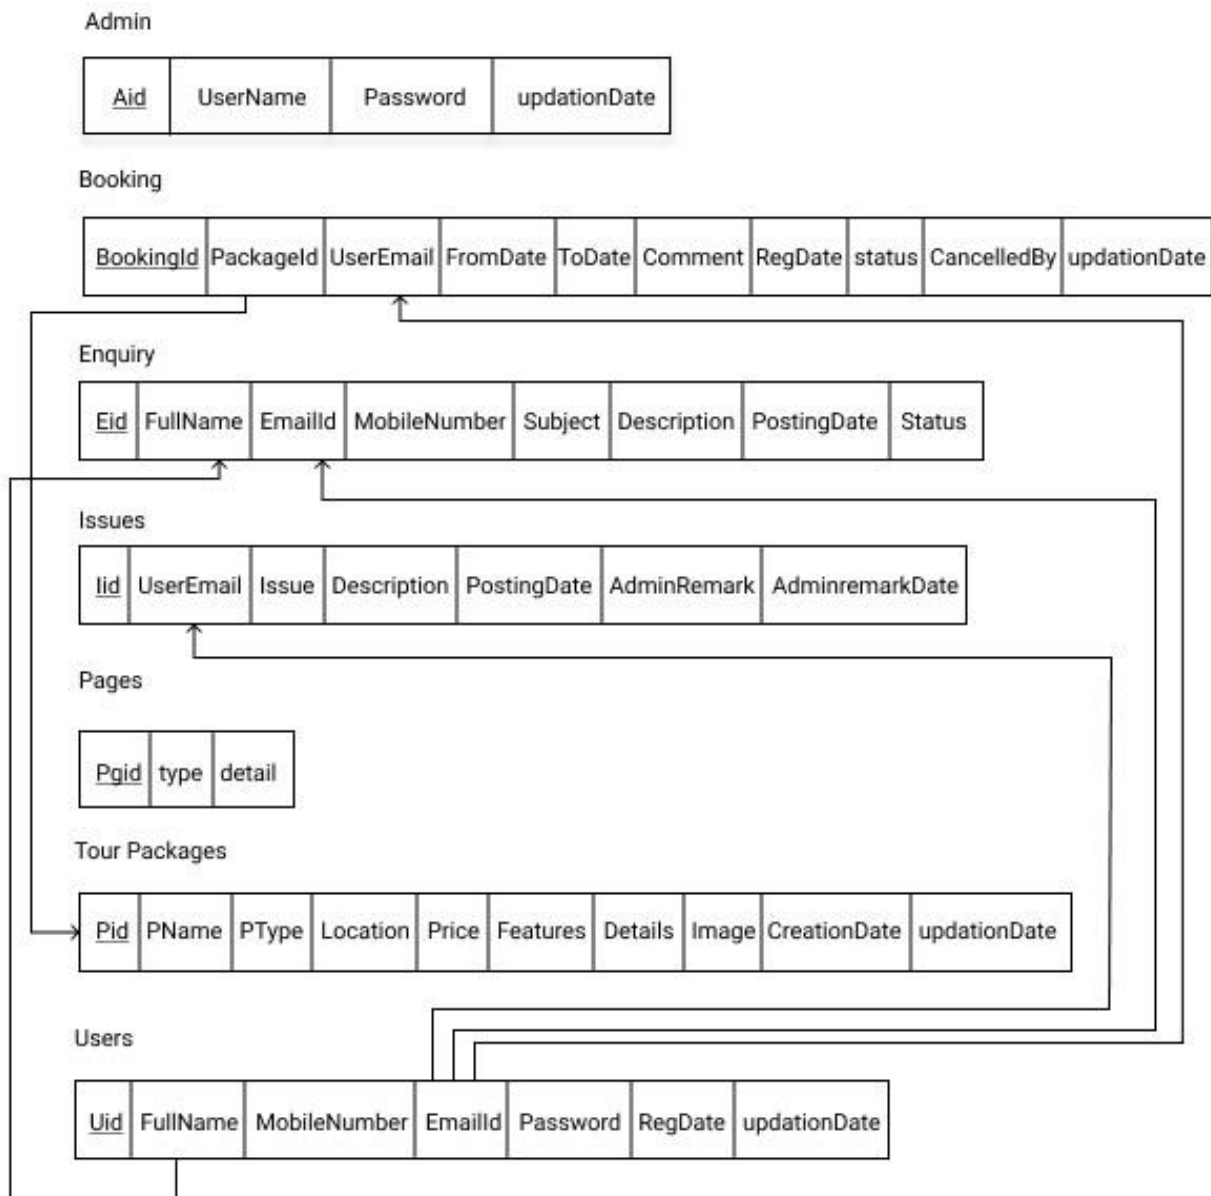 Admin
Aid UserName Password updationDate
Booking
BookingId PackageId UserEmail FromDate ToDate Comment RegDate status CancelledBy updationDate
Enquiry
Eid FullName EmailId MobileNumber Subject Description PostingDate Status
Issues
Iid UserEmail Issue Description PostingDate AdminRemark AdminremarkDate
Pages
Pgid type detail
Tour Packages
Pid PName PType Location Price Features Details Image CreationDate updationDate
Users
Uid FullName MobileNumber EmailId Password RegDate updationDate